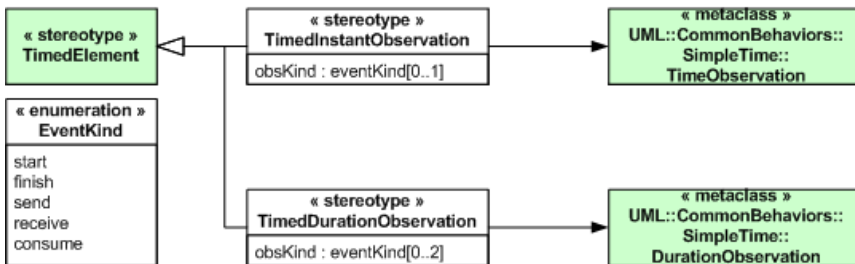 « stereotype »
TimedElement
« stereotype »
TimedInstantObservation
obsKind : eventKind[0..1]
« metaclass »
UML::CommonBehaviors::
SimpleTime::
TimeObservation
« enumeration »
EventKind
start
finish
send
receive
consume
« stereotype »
TimedDurationObservation
obsKind : eventKind[0..2]
« metaclass »
UML::CommonBehaviors::
SimpleTime::
DurationObservation